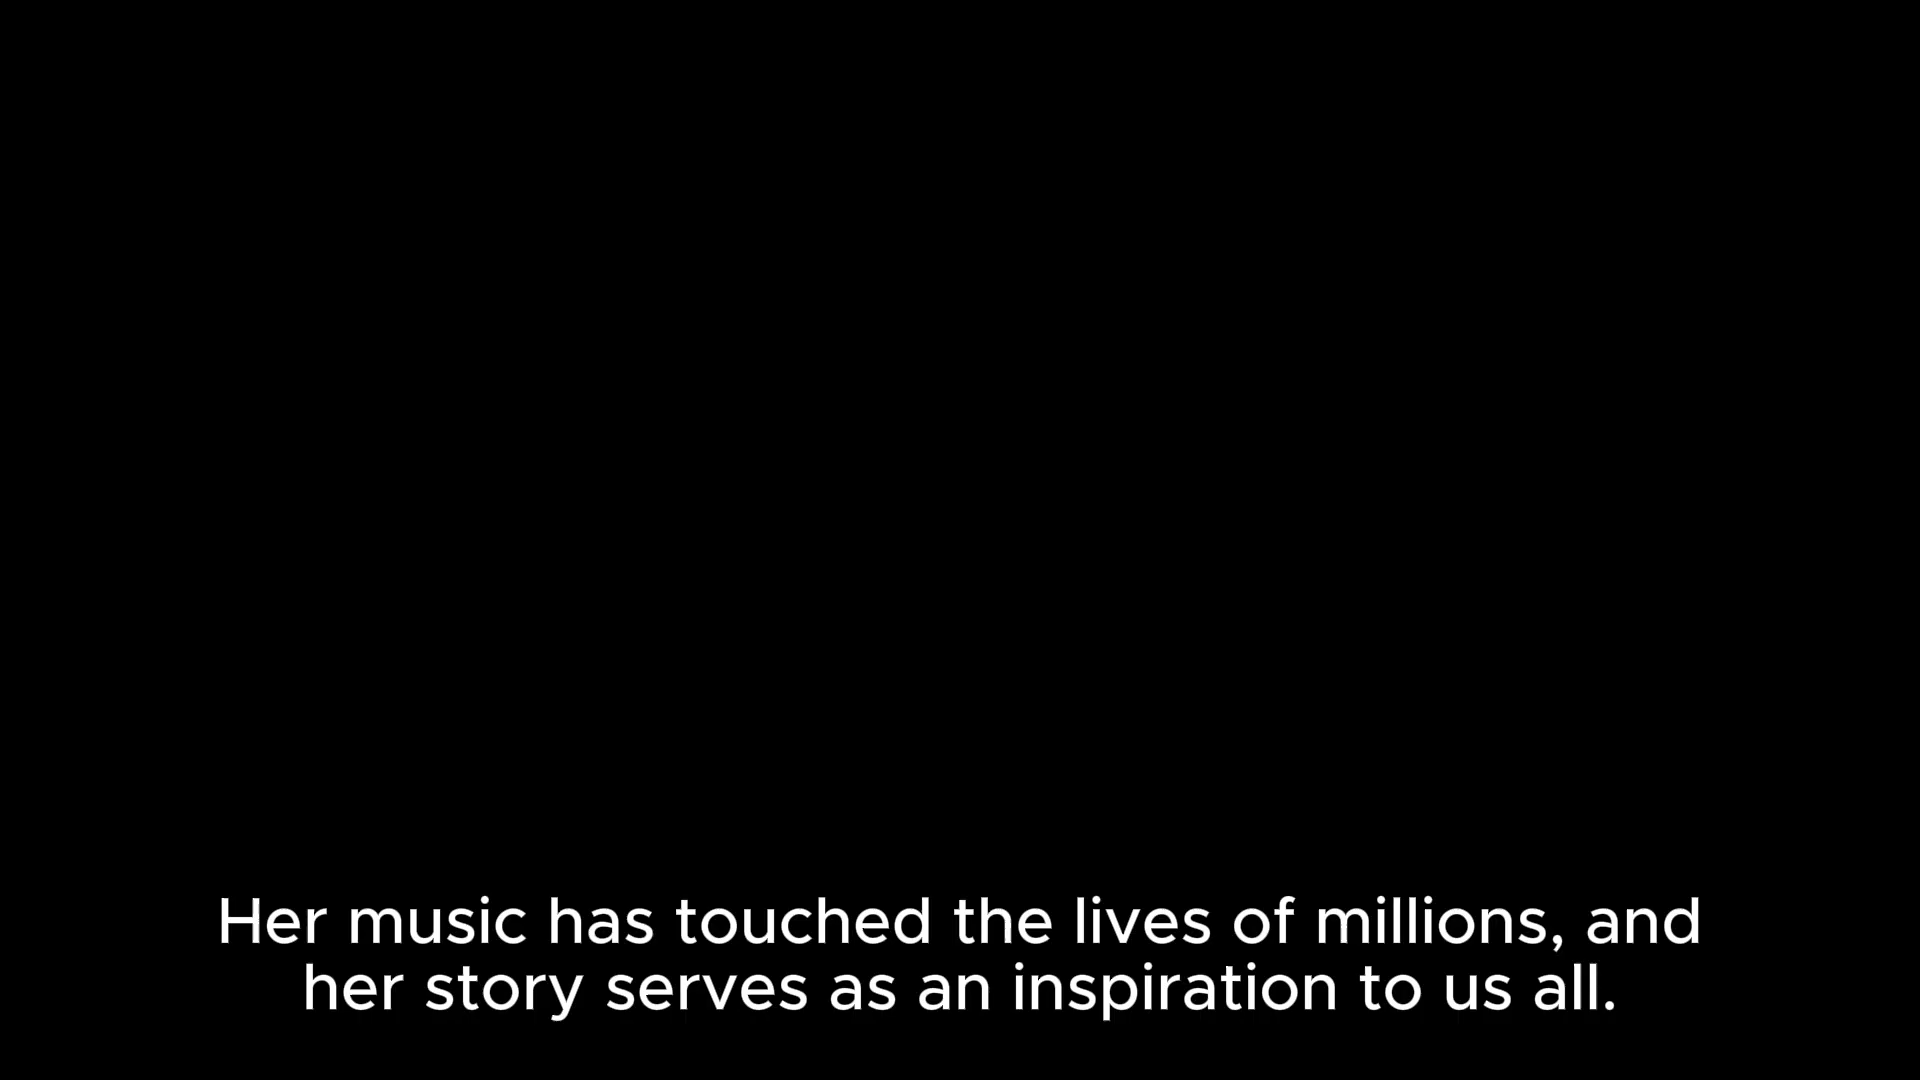 Her music has touched the lives of millions, and
her story serves as an inspiration to us all.